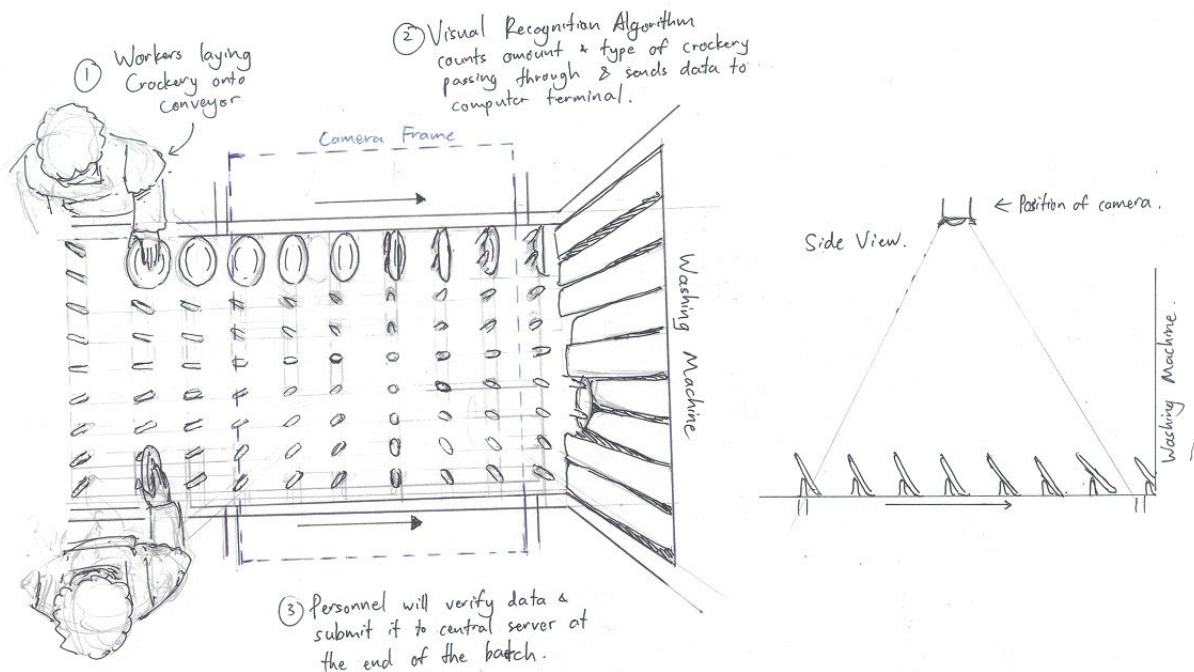 ① Workers laying
Crockery onto
conveyor
② Visual Recognition Algorithm
counts amount & type of crockery
passing through & sends data to
computer terminal.
Camera Frame
Washing Machine
③ Personnel will verify data &
submit it to central server at
the end of the batch.
Side View.
← Position of camera.
Washing Machine